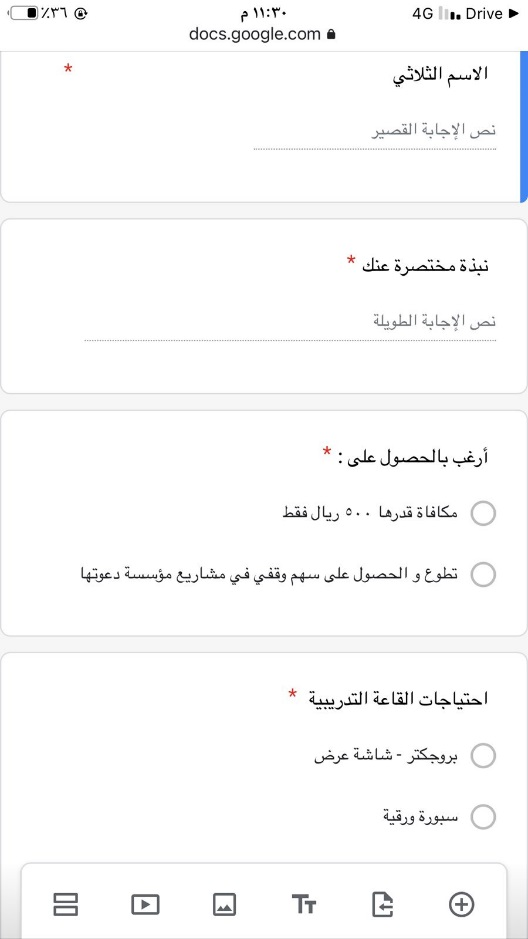 ٪٣٦ ١١:٣٠ م 4G Drive
docs.google.com
الاسم الثلاثي *
نص الإجابة القصير
نبذة مختصرة عنك *
نص الإجابة الطويلة
أرغب بالحصول على : *
مكافاة قدرها ٥٠٠ ريال فقط
تطوع و الحصول على سهم وقفي في مشاريع مؤسسة دعوتها
احتياجات القاعة التدريبية *
بروجكتر - شاشة عرض
سبورة ورقية
Tт